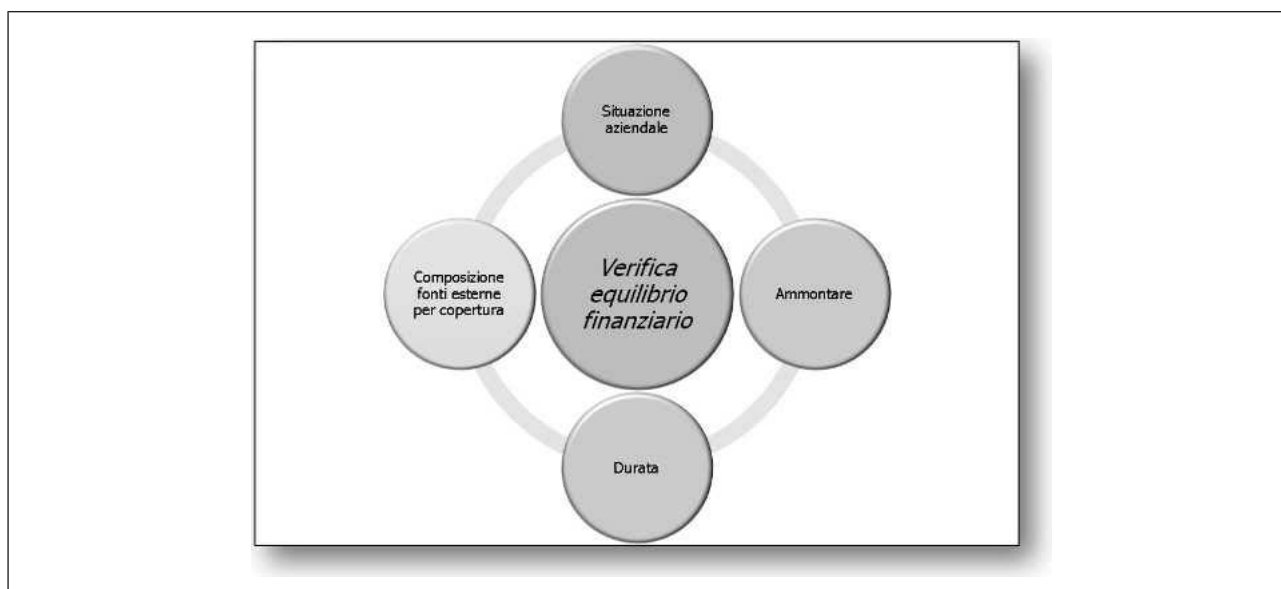 Situazione
aziendale
Composizione
fonti esterne
per copertura
Verifica
equilibrio
finanziario
Ammontare
Durata